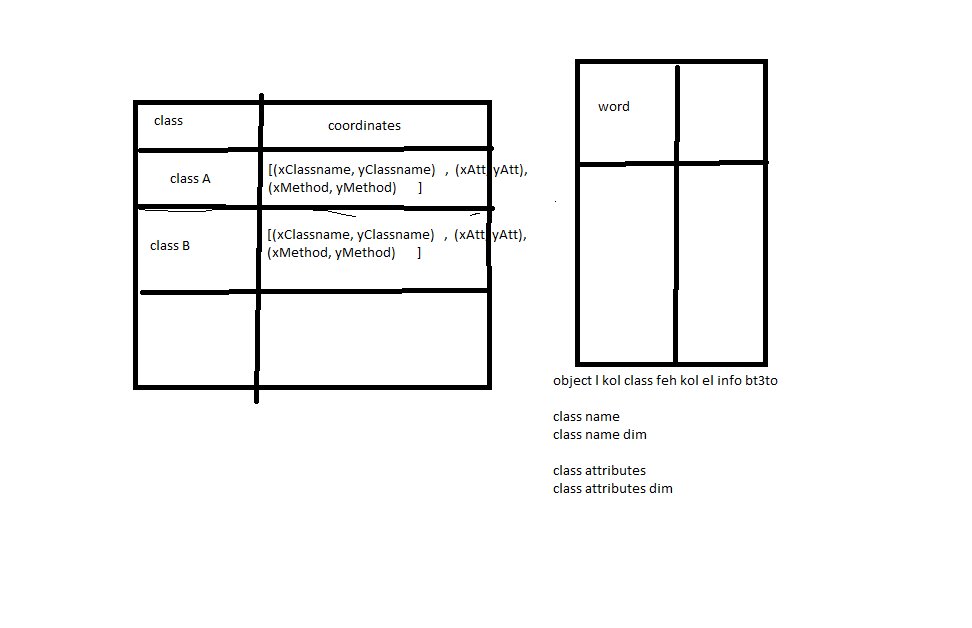 class
coordinates
class A
[(xClassname, yClassname) , (xAtt, yAtt),
(xMethod, yMethod) ]
class B
[(xClassname, yClassname) , (xAtt, yAtt),
(xMethod, yMethod) ]
word
object l kol class feh kol el info bt3to
class name
class name dim
class attributes
class attributes dim